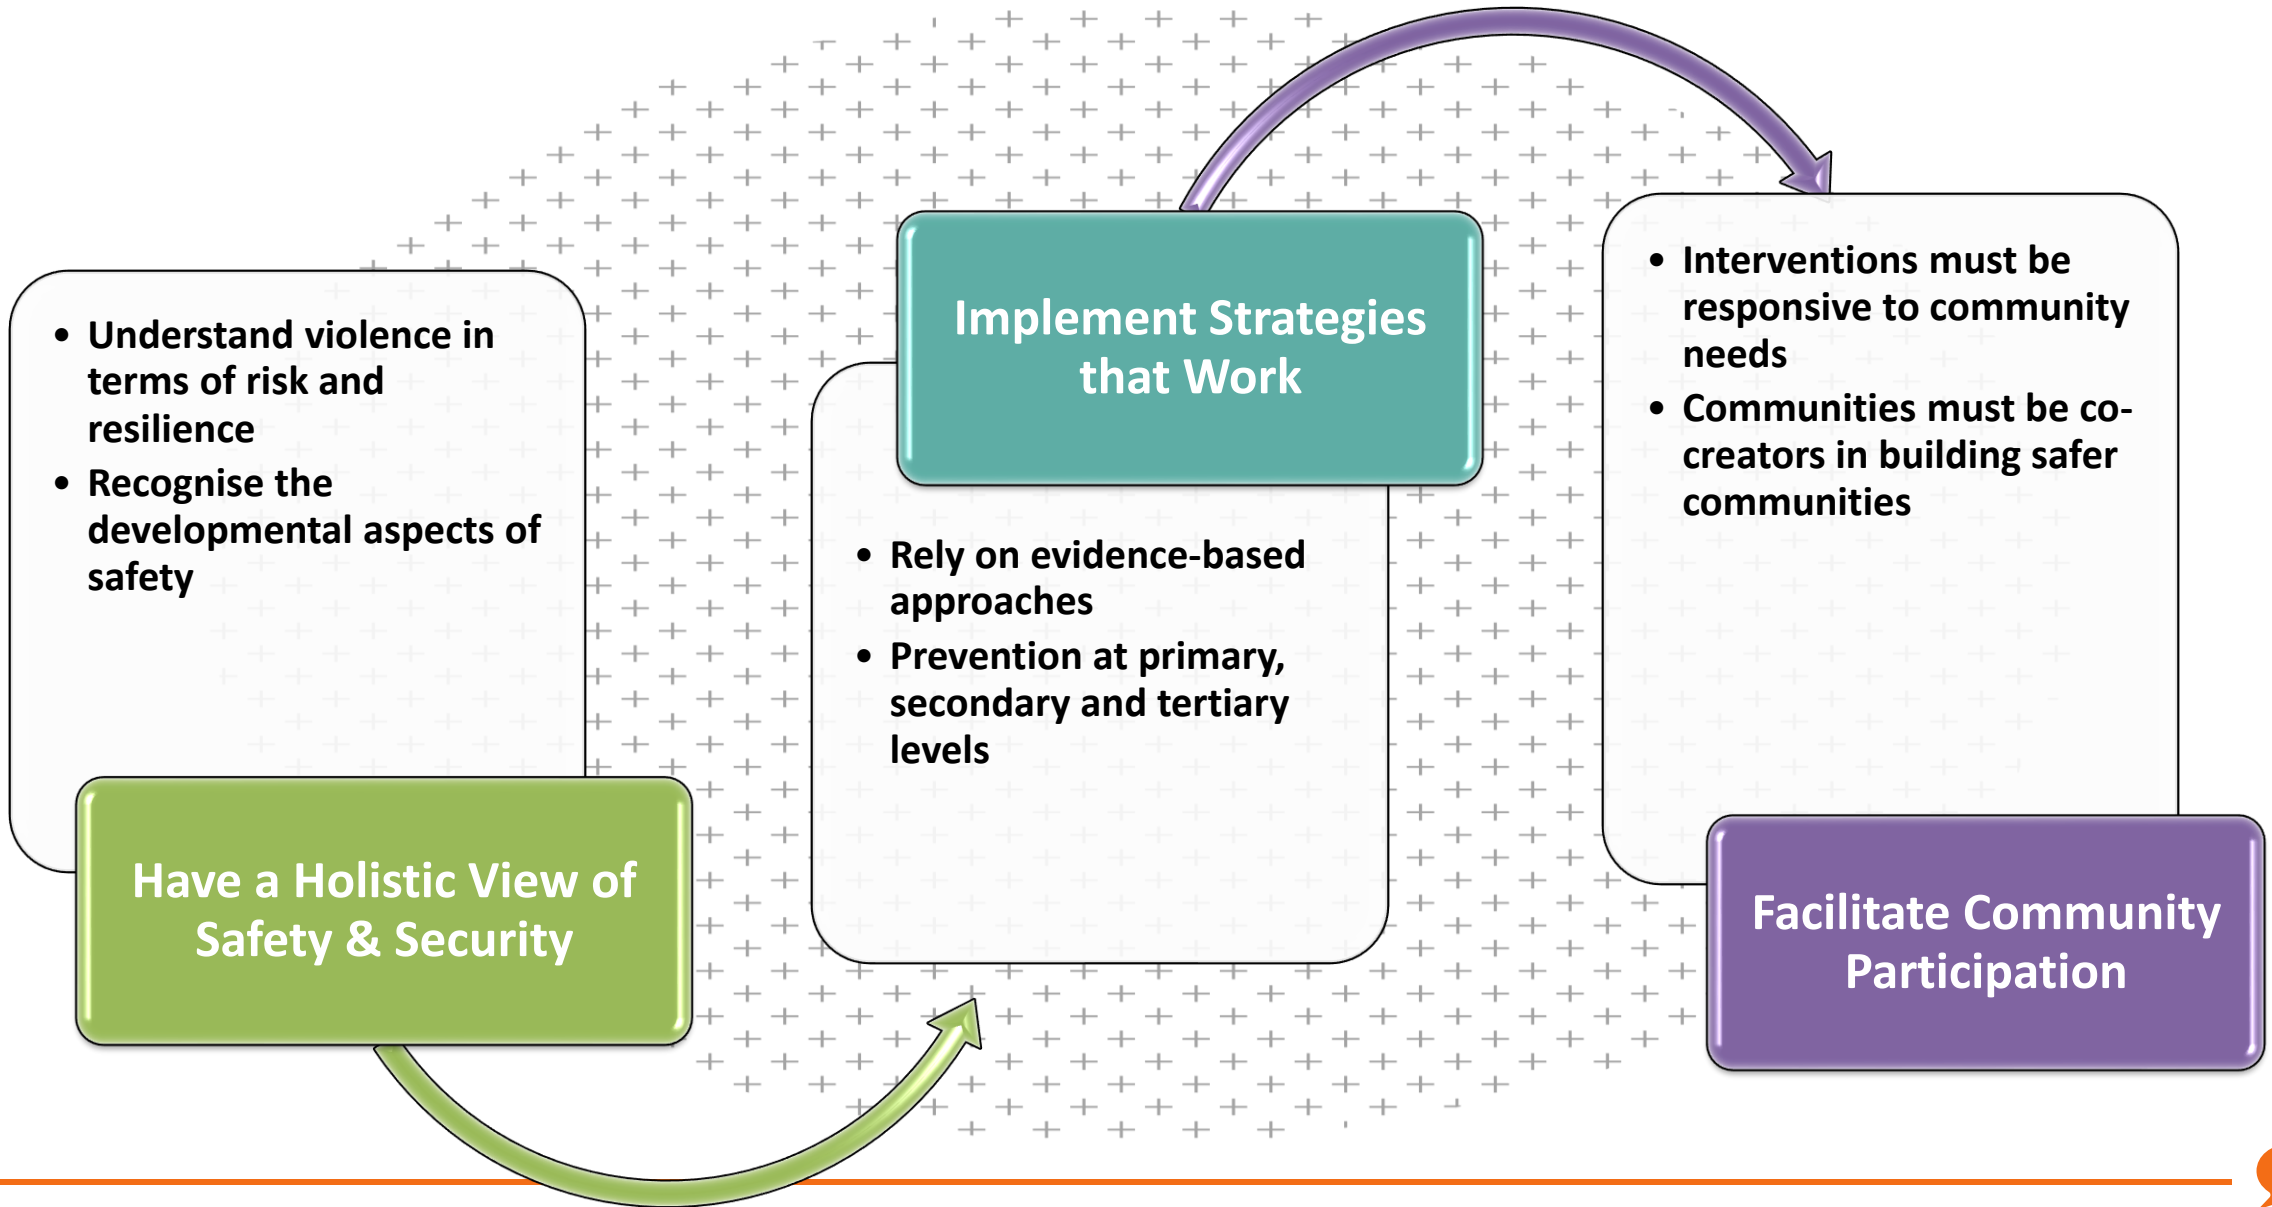 • Understand violence in
terms of risk and
resilience
• Recognise the
developmental aspects of
safety
Have a Holistic View of
Safety & Security
Implement Strategies
that Work
• Rely on evidence-based
approaches
• Prevention at primary,
secondary and tertiary
levels
• Interventions must be
responsive to community
needs
• Communities must be co-
creators in building safer
communities
Facilitate Community
Participation